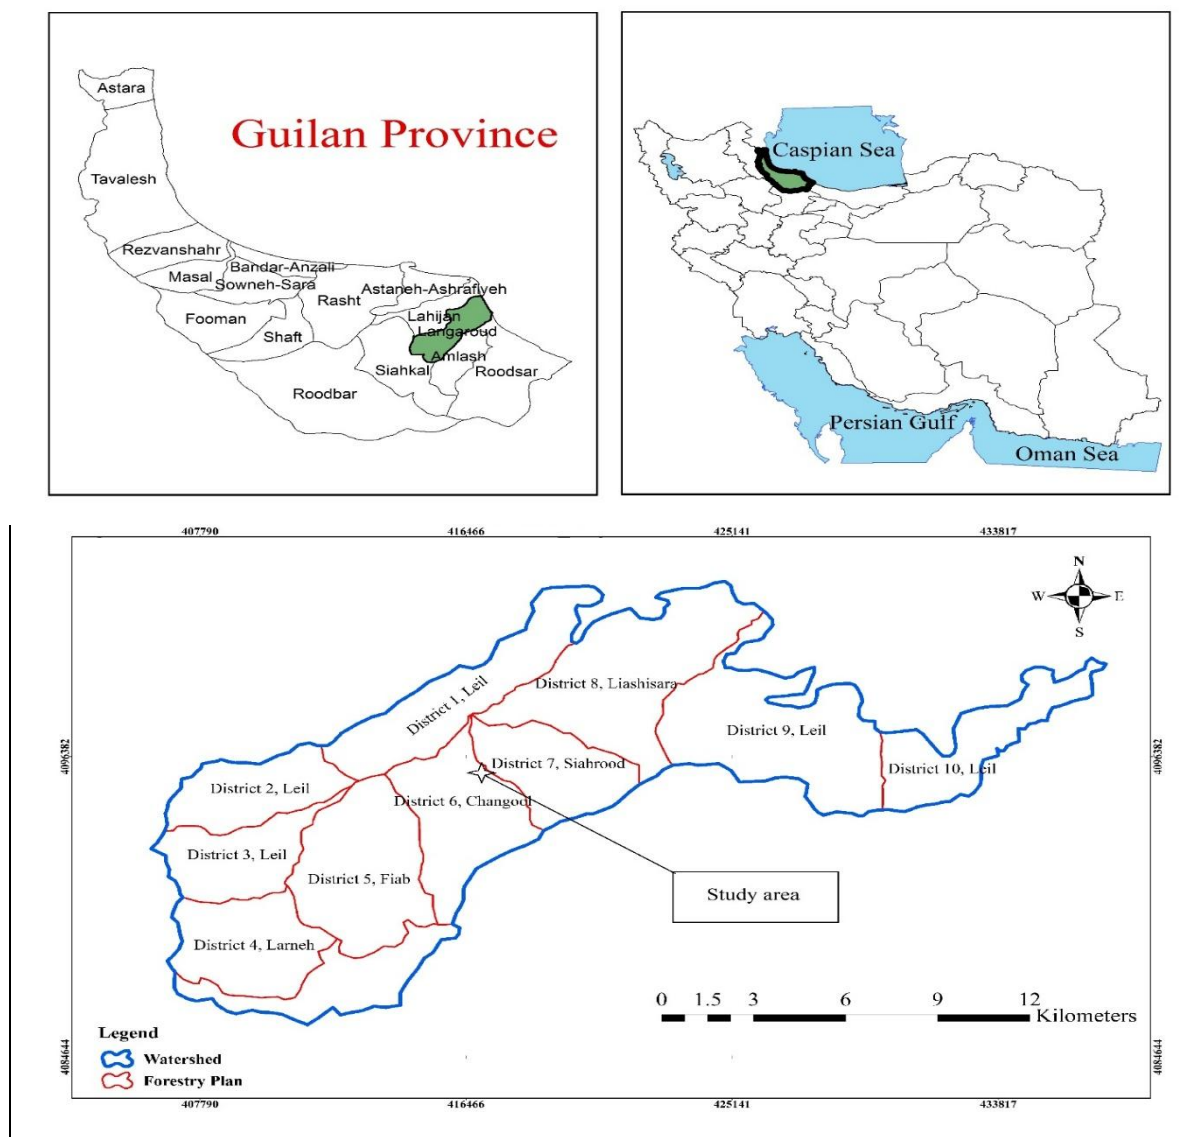 Guilan Province
Astara
Tavalesh
Rezvanshahr
Masal
Bandar-Anzali
Sowneh-Sara
Rasht
Astaneh-Ashrafiyeh
Fooman
Shaft
Lahijan
Langaroud
Amlash
Siahkal
Roodsar
Roodbar
Caspian Sea
Persian Gulf
Oman Sea
407790 416466 425141 433817
N
W E
S
4096382 4096382
District 1, Leil
District 8, Liashisara
District 9, Leil
District 7, Siahrood
District 10, Leil
District 2, Leil
District 6, Changool
District 3, Leil
District 5, Fiab
Study area
District 4, Larneh
0 1.5 3 6 9 12
Kilometers
Legend
Watershed
Forestry Plan
4084644 4084644
407790 416466 425141 433817